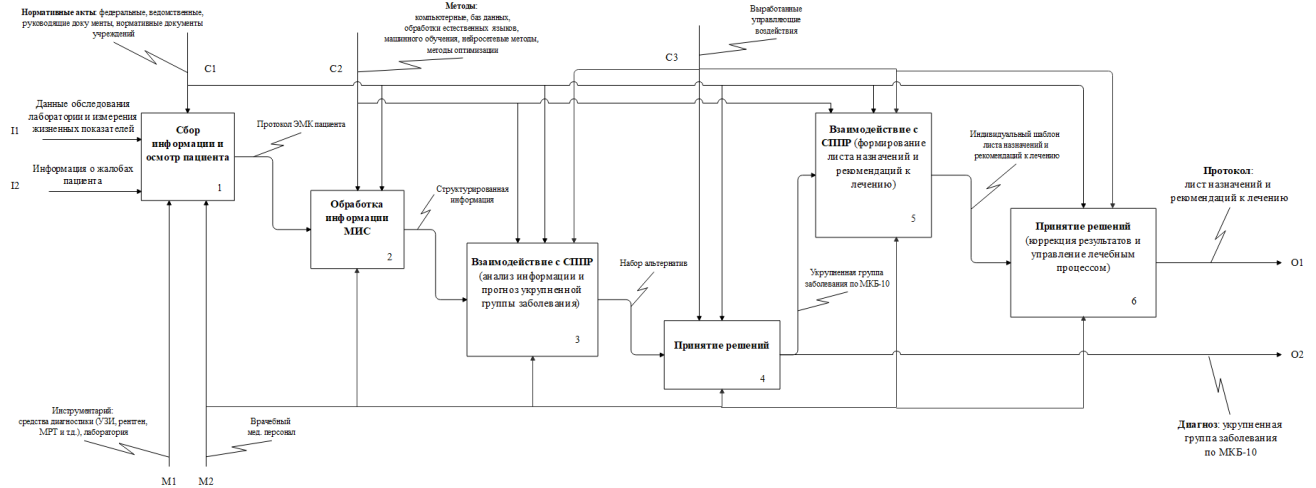 Нормативные акты: федеральные, ведомственные,
руководящие доку менты, нормативные документы
учреждений
C1
Методы:
компьютерные, баз данных,
обработки естественных языков,
машинного обучения, нейросетевые методы,
методы оптимизации
C2
Выработанные
управляющие
воздействия
C3
I1
Данные обследования
лаборатории и измерения
жизненных показателей
I2
Информация о жалобах
пациента
Сбор
информации и
осмотр пациента
1
Протокол ЭМК пациента
Обработка
информации
МИС
2
Структурированная
информация
Взаимодействие с СППР
(анализ информации и
прогноз укрупненной
группы заболевания)
3
Набор альтернатив
Принятие решений
4
Укрупненная группа
заболевания по МКБ-10
Взаимодействие с
СППР (формирование
листа назначений и
рекомендаций к
лечению)
5
Индивидуальный шаблон
листа назначений и
рекомендаций к лечению
Принятие решений
(коррекция результатов и
управление лечебным
процессом)
6
Протокол:
лист назначений и
рекомендаций к лечению
O1
O2
Диагноз: укрупненная
группа заболевания
по МКБ-10
Инструментарий:
средства диагностики (УЗИ, рентген,
МРТ и т.д.), лаборатория
Врачебный
мед. персонал
M1
M2